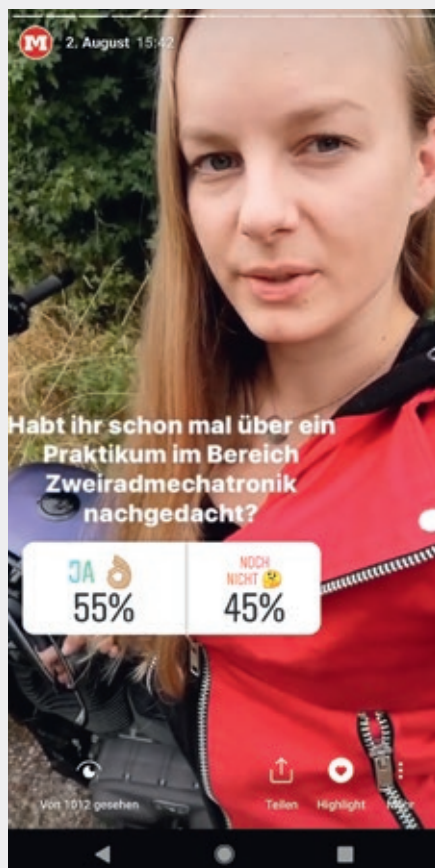 M
2. August 15:42
Habt ihr schon mal über ein
Praktikum im Bereich
Zweiradmechatronik
nachgedacht?
JA 👌
NOCH
NICHT 🤔
55%
45%
Von 1012 gesehen
Teilen
Highlight
Mehr